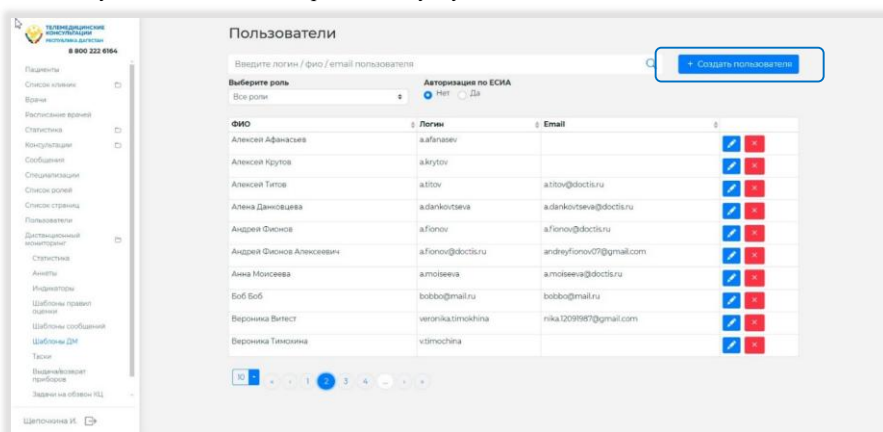 ТЕЛЕМЕДИЦИНСКИЕ
КОНСУЛЬТАЦИИ
РЕСПУБЛИКА ДАГЕСТАН
8 800 222 6164
Пациенты
Список клиник
Врачи
Расписание врачей
Статистика
Консультации
Сообщения
Специализации
Список ролей
Список страниц
Пользователи
Дистанционный
мониторинг
Статистика
Анкеты
Индикаторы
Шаблоны правил
оценки
Шаблоны сообщений
Шаблоны ДМ
Таски
Выдача/возврат
приборов
Задачи на обзвон КЦ
Щепочкина И.
Пользователи
Введите логин / фио / email пользователя
+ Создать пользователя
Выберите роль Авторизация по ЕСИА
Все роли Нет Да
ФИО Логин Email
Алексей Афанасьев a.afanasev
Алексей Крутов a.krytov
Алексей Титов a.titov a.titov@doctis.ru
Алена Данковцева a.dankovtseva a.dankovtseva@doctis.ru
Андрей Фионов a.fionov a.fionov@doctis.ru
Андрей Фионов Алексеевич a.fionov@doctis.ru andreyfionov07@gmail.com
Анна Моисеева a.moiseeva a.moiseeva@doctis.ru
Боб Боб bobbo@mail.ru bobbo@mail.ru
Вероника Витест veronika.timokhina nika.12091987@gmail.com
Вероника Тимохина v.timochina
10 « ‹ 1 2 3 4 ... › »